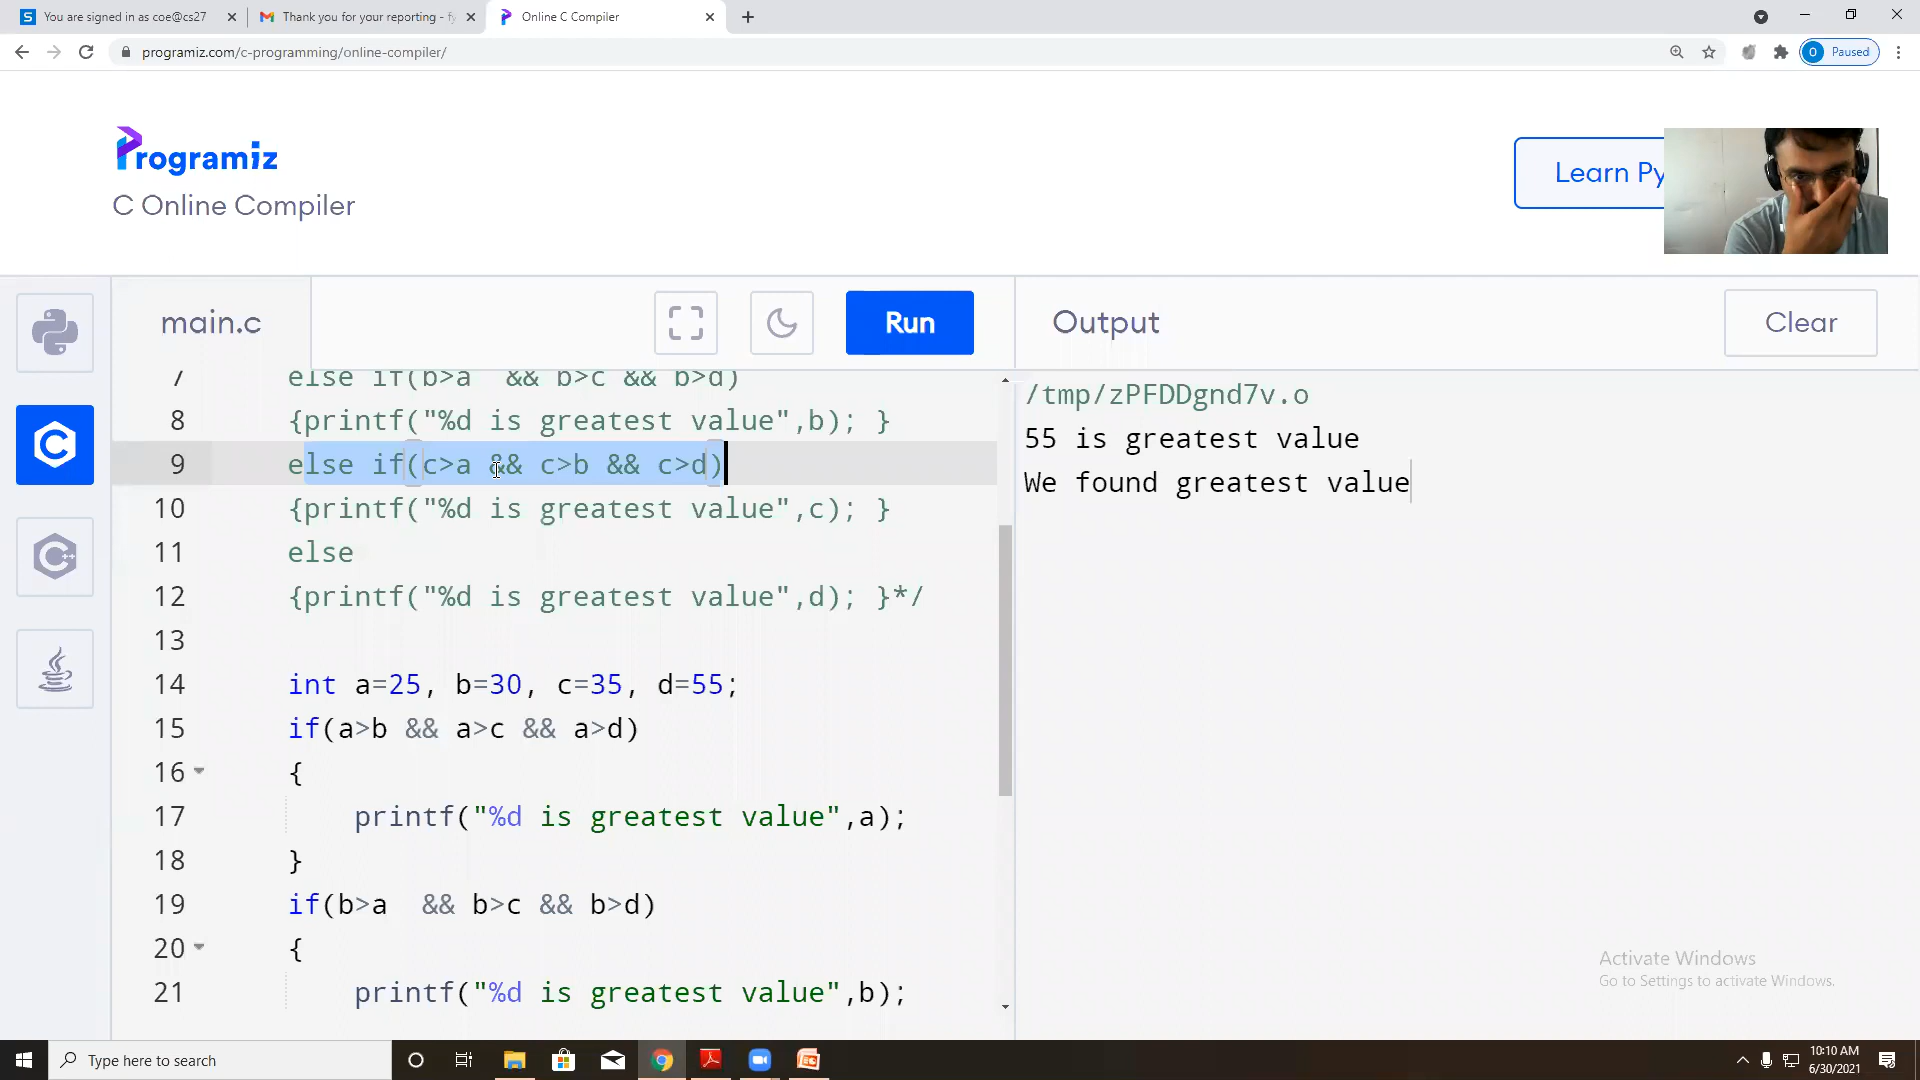 You are signed in as coe@cs27
Thank you for your reporting - fy
Online C Compiler
programiz.com/c-programming/online-compiler/
Paused
Programiz
C Online Compiler
Learn Py
main.c
Run
Output
Clear
7 else if(b>a  && b>c && b>d)
8 {printf("%d is greatest value",b); }
9 else if(c>a && c>b && c>d)
10 {printf("%d is greatest value",c); }
11 else
12 {printf("%d is greatest value",d); }*/
13
14 int a=25, b=30, c=35, d=55;
15 if(a>b && a>c && a>d)
16 {
17 printf("%d is greatest value",a);
18 }
19 if(b>a  && b>c && b>d)
20 {
21 printf("%d is greatest value",b);
/tmp/zPFDDgnd7v.o
55 is greatest value
We found greatest value
Activate Windows
Go to Settings to activate Windows.
Type here to search
10:10 AM
6/30/2021